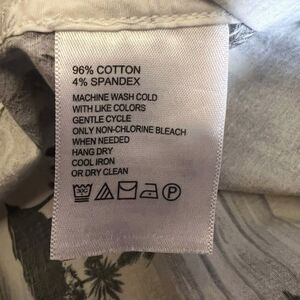 96% COTTON
4% SPANDEX
MACHINE WASH COLD
WITH LIKE COLORS
GENTLE CYCLE
ONLY NON-CHLORINE BLEACH
WHEN NEEDED
HANG DRY
COOL IRON
OR DRY CLEAN
P